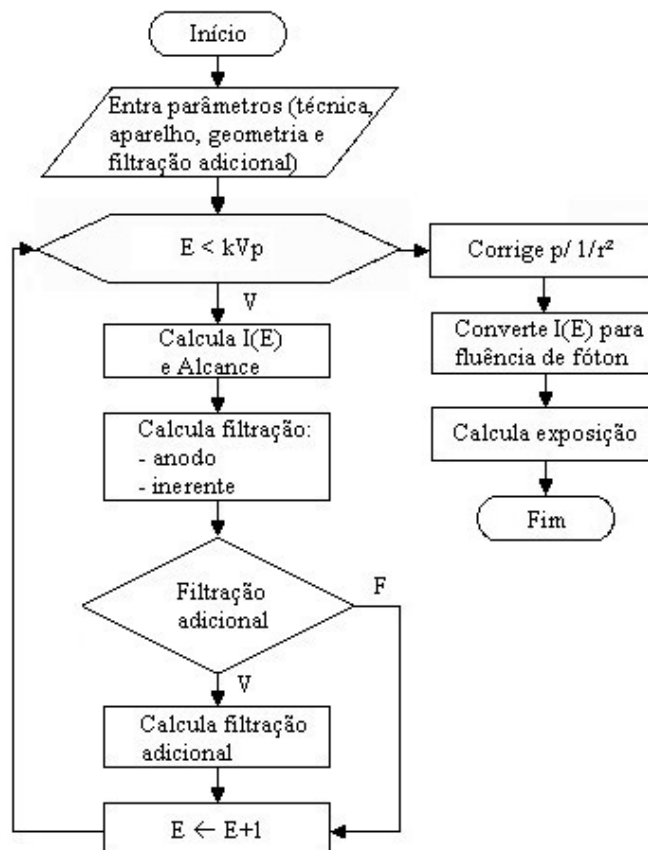 Início
Entra parâmetros (técnica,
aparelho, geometria e
filtração adicional)
E < kVp
V
Calcula I(E)
e Alcance
Calcula filtração:
- anodo
- inerente
Filtração
adicional
F
V
Calcula filtração
adicional
E ← E+1
Corrige p/ 1/r²
Converte I(E) para
fluência de fóton
Calcula exposição
Fim